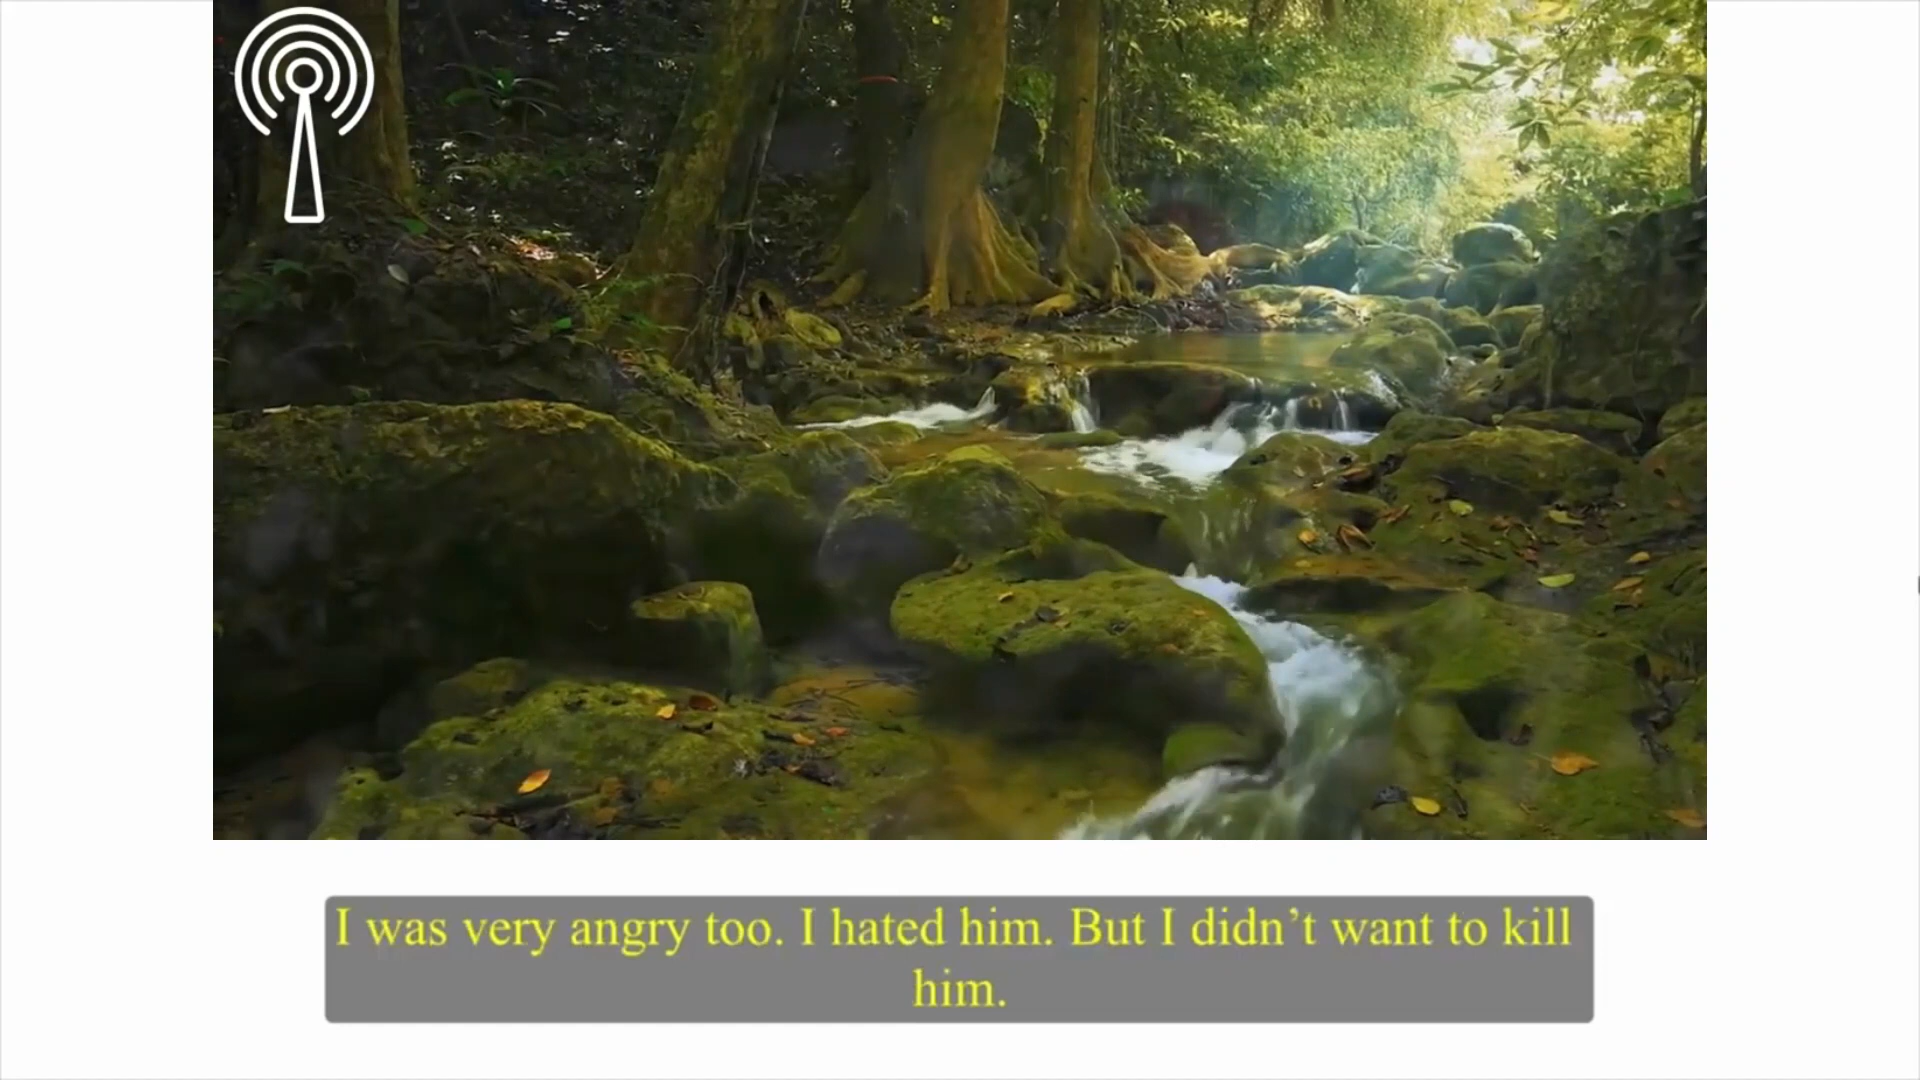 I was very angry too. I hated him. But I didn’t want to kill
him.